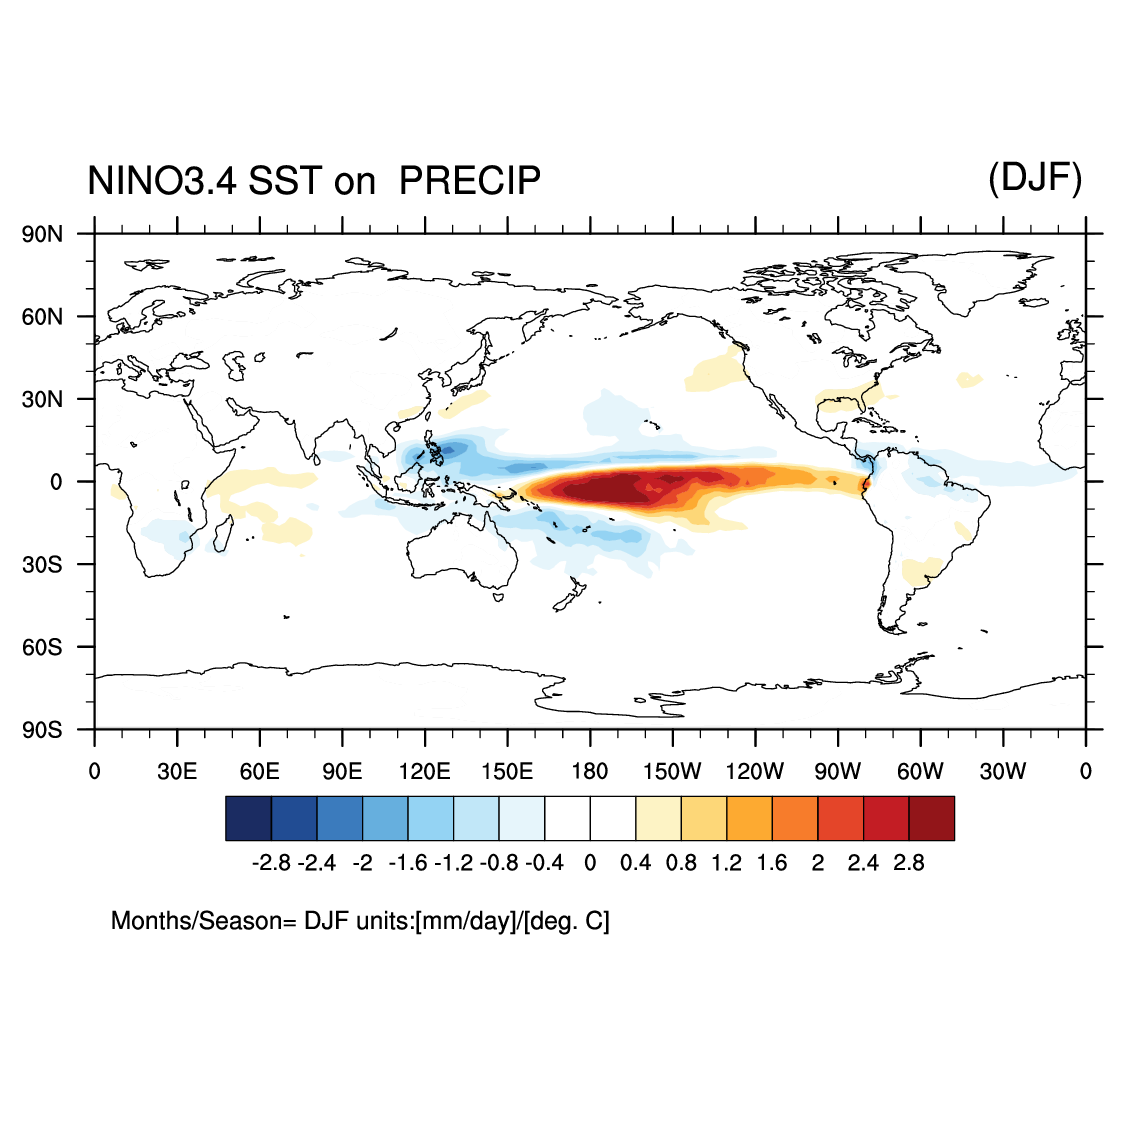 NINO3.4 SST on  PRECIP (DJF)
90N
60N
30N
0
30S
60S
90S
0 30E 60E 90E 120E 150E 180 150W 120W 90W 60W 30W 0
-2.8 -2.4 -2 -1.6 -1.2 -0.8 -0.4 0 0.4 0.8 1.2 1.6 2 2.4 2.8
Months/Season= DJF units:[mm/day]/[deg. C]